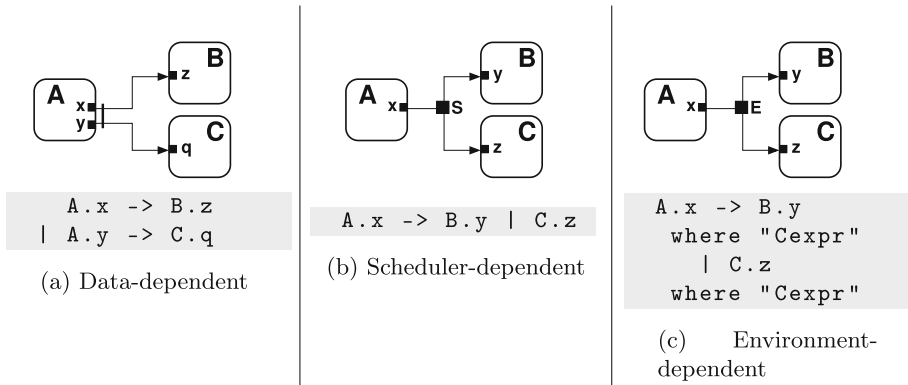 A
x
y
B
z
C
q
A.x -> B.z
| A.y -> C.q
(a) Data-dependent
A
x
S
B
y
C
z
A.x -> B.y | C.z
(b) Scheduler-dependent
A
x
E
B
y
C
z
A.x -> B.y
where "Cexpr"
| C.z
where "Cexpr"
(c) Environment-
dependent